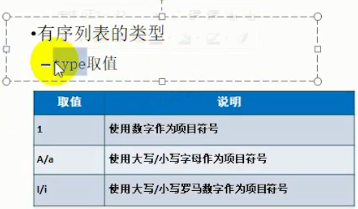 •有序列表的类型
–type取值
取值 说明
1 使用数字作为项目符号
A/a 使用大写/小写字母作为项目符号
I/i 使用大写/小写罗马数字作为项目符号